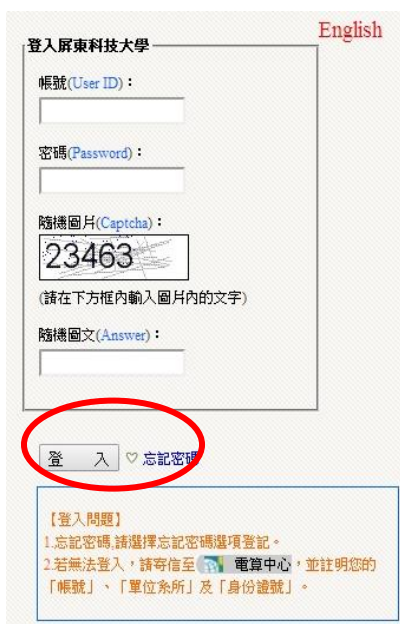 English
登入屏東科技大學
帳號(User ID)：
密碼(Password)：
隨機圖片(Captcha)：
23463
(請在下方框內輸入圖片內的文字)
隨機圖文(Answer)：
登 入 ♡ 忘記密碼
【登入問題】
1.忘記密碼,請選擇忘記密碼選項登記。
2.若無法登入，請寄信至 電算中心，並註明您的
「帳號」、「單位系所」及「身份證號」。